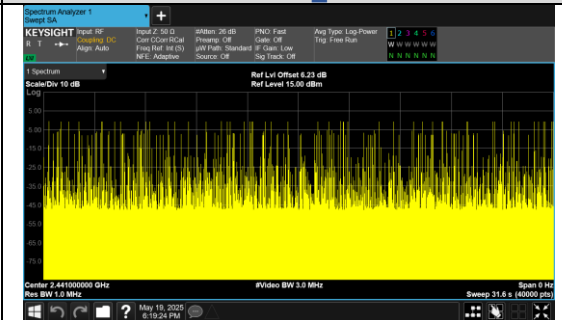 Spectrum Analyzer 1
Swept SA
+
KEYSIGHT Input: RF Input Z: 50 Ω #Atten: 26 dB PNO: Fast Avg Type: Log-Power 1 2 3 4 5 6
R T Coupling: DC Corr CCorr RCal Preamp: Off Gate: Off Trig: Free Run W W W W W W
Align: Auto Freq Ref: Int (S) µW Path: Standard IF Gain: Low
NFE: Adaptive Source: Off Sig Track: Off N N N N N N
1 Spectrum
Ref Lvl Offset 6.23 dB
Scale/Div 10 dB Ref Level 15.00 dBm
Log
5.00
-5.00
-15.0
-25.0
-35.0
-45.0
-55.0
-65.0
-75.0
Center 2.441000000 GHz #Video BW 3.0 MHz Span 0 Hz
Res BW 1.0 MHz Sweep 31.6 s (40000 pts)
? May 19, 2025
6:19:24 PM